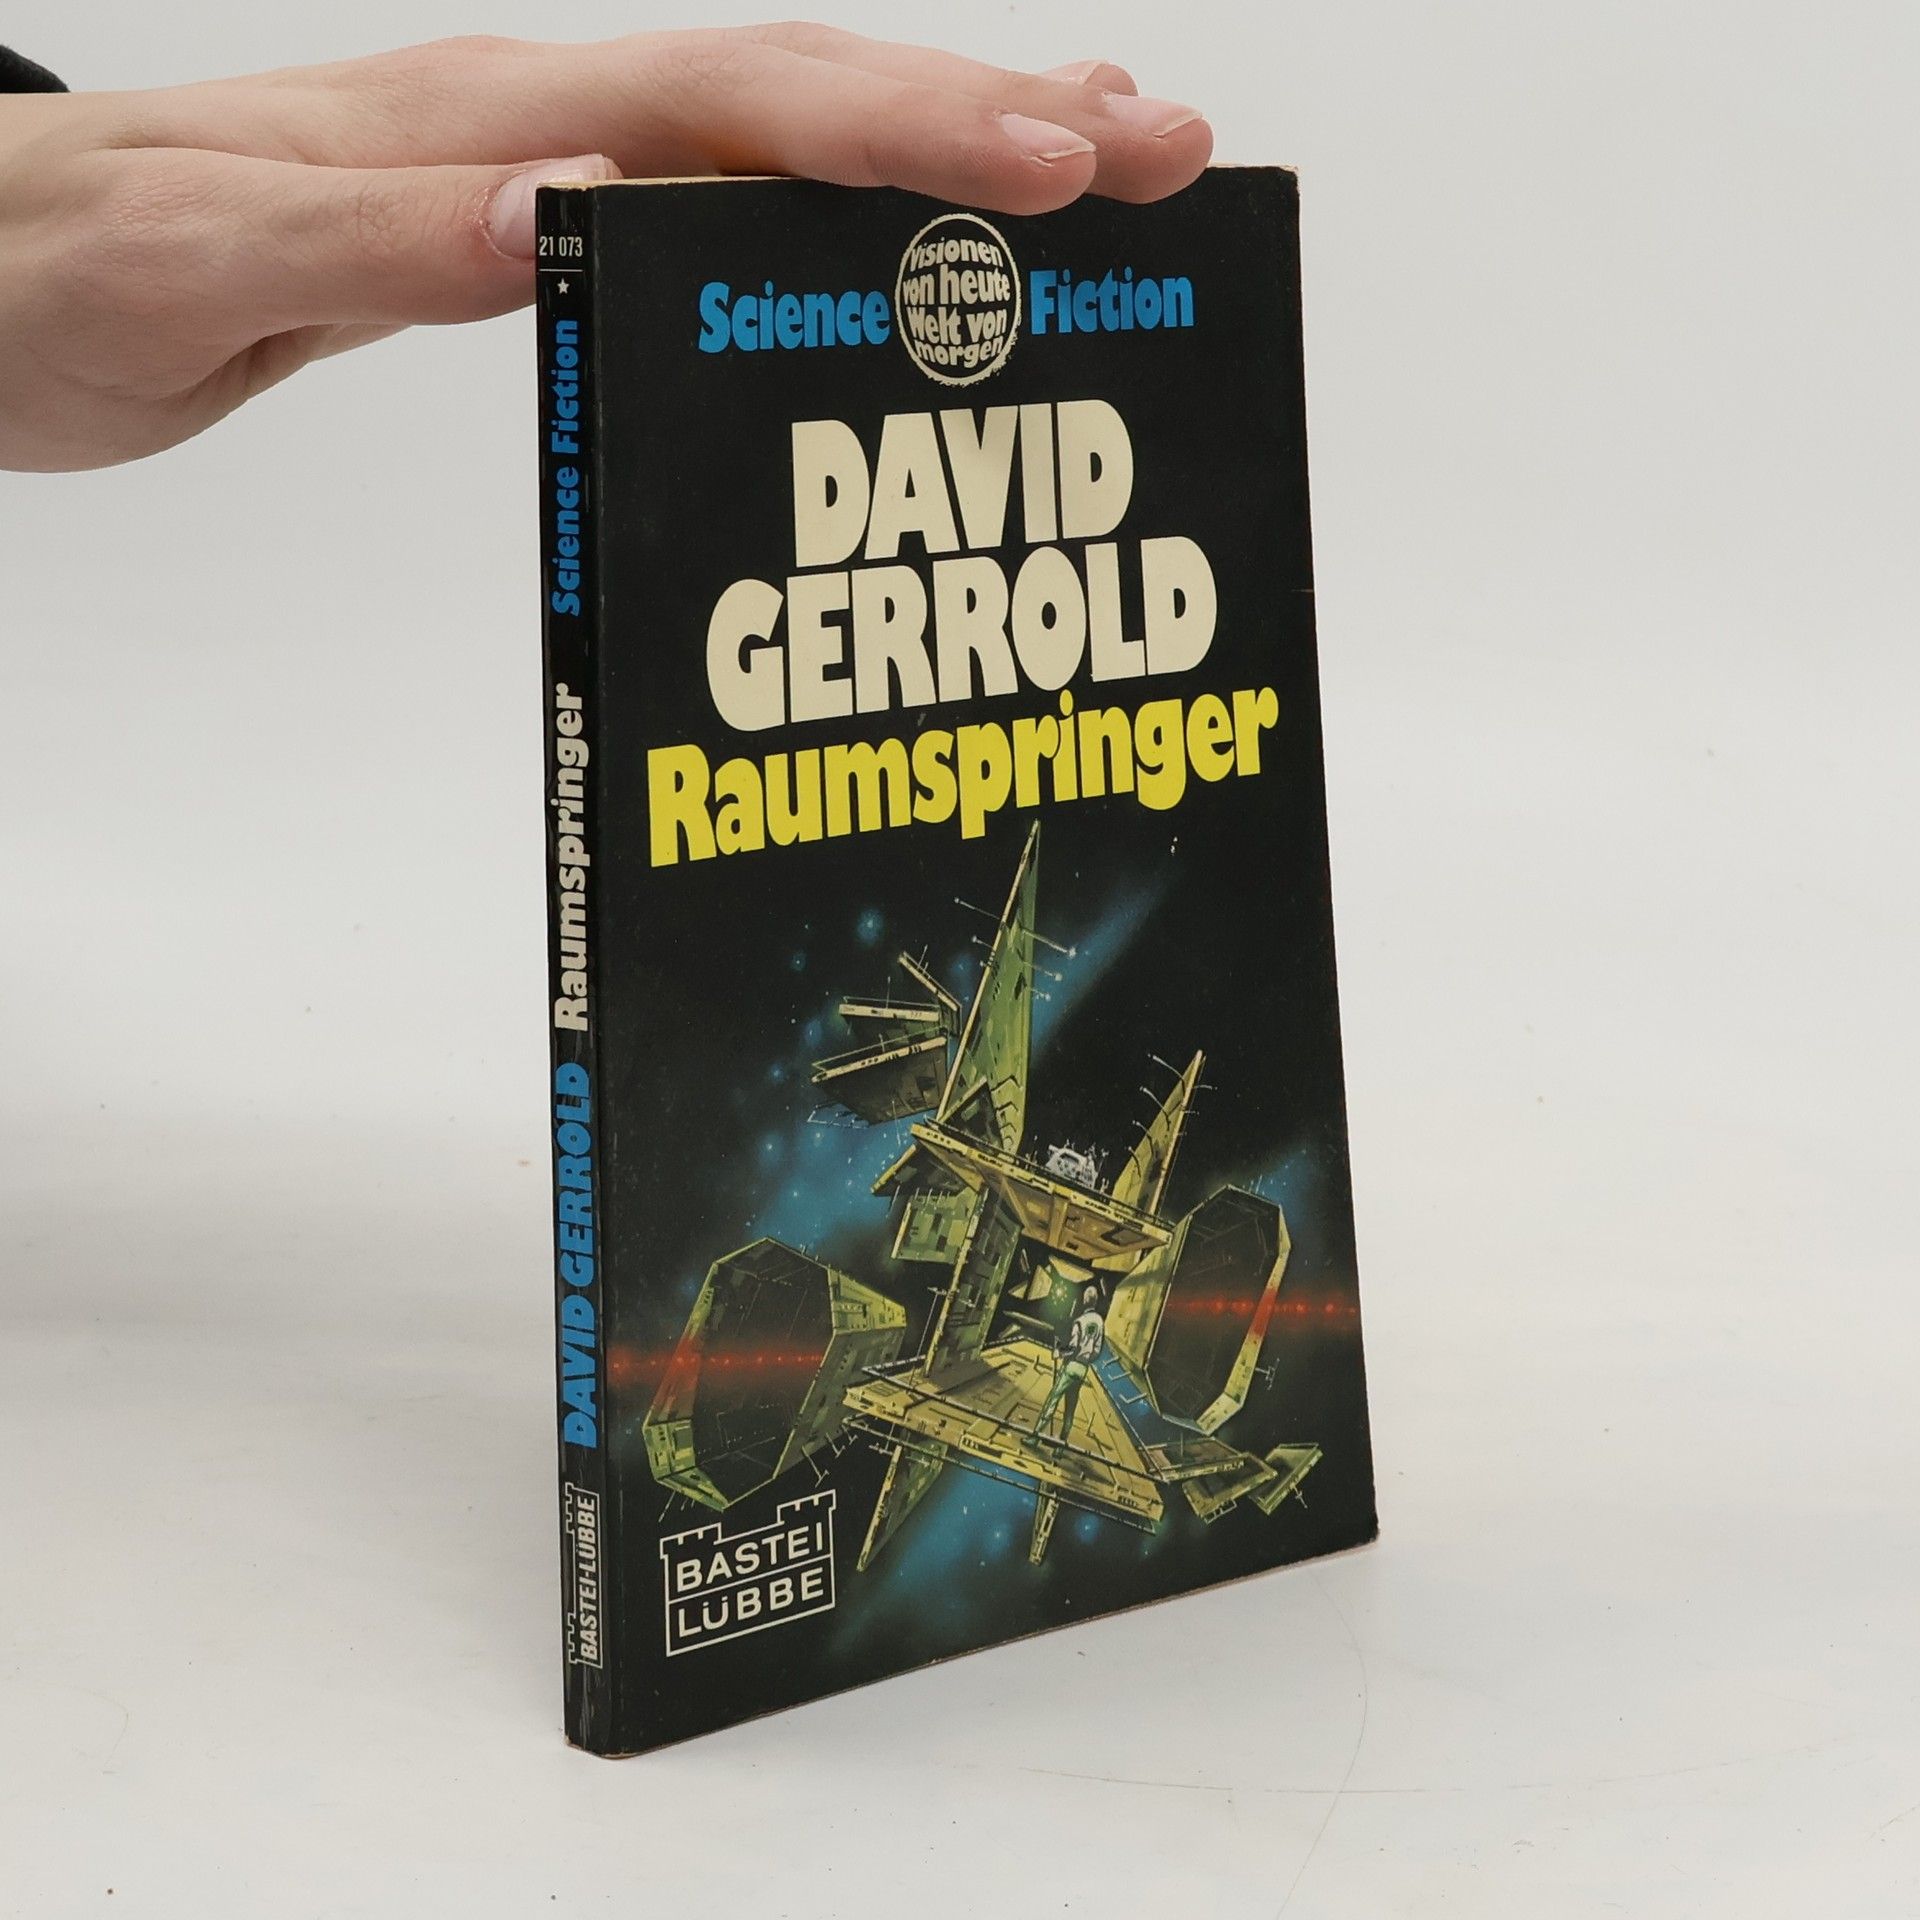 21 073
Science Fiction
Raumspringer
DAVID GERROLD
BASTEI-LÜBBE
Science Fiction
Visionen
von heute
Welt von
morgen
DAVID
GERROLD
Raumspringer
BASTEI
LÜBBE